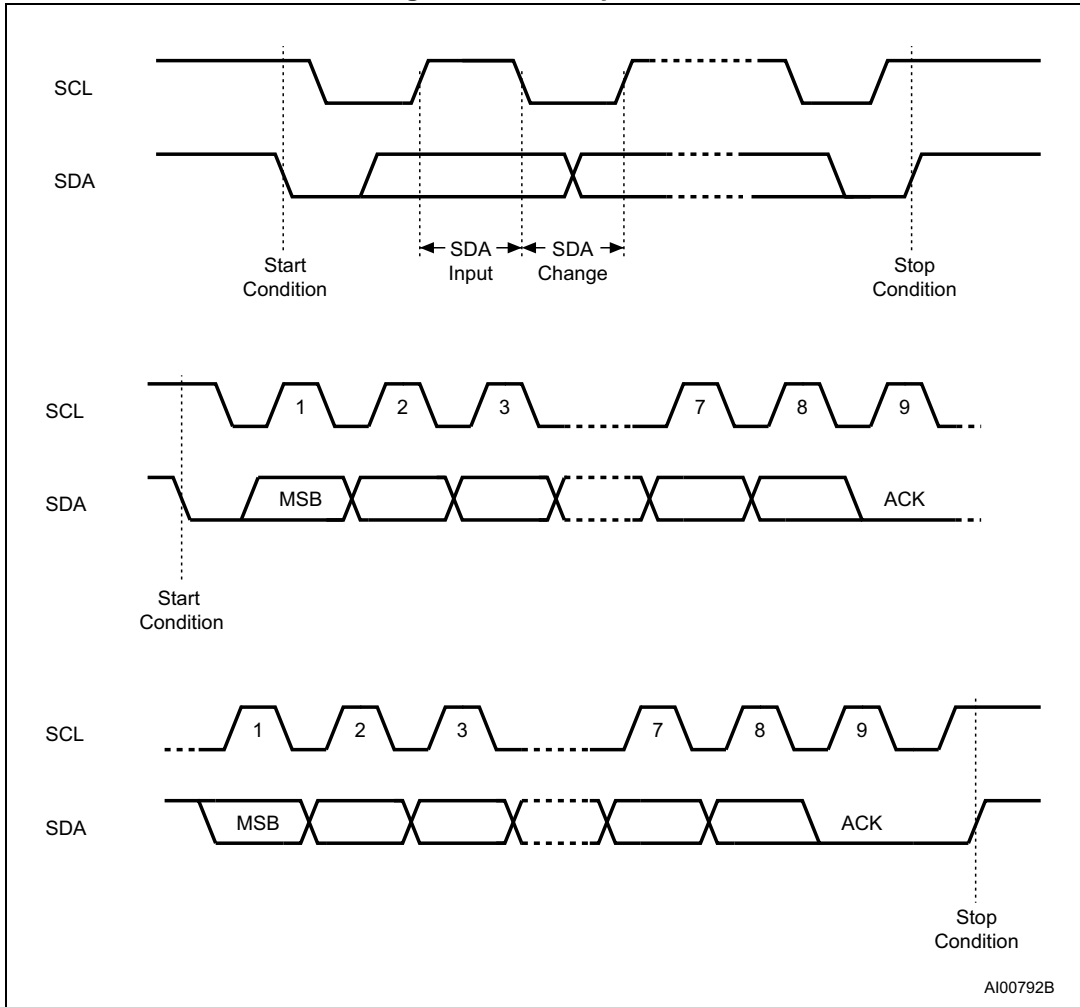 SCL
SDA
SDA Input
SDA Change
Start Condition
Stop Condition
SCL
1 2 3 7 8 9
SDA
MSB ACK
Start Condition
SCL
1 2 3 7 8 9
SDA
MSB ACK
Stop Condition
AI00792B